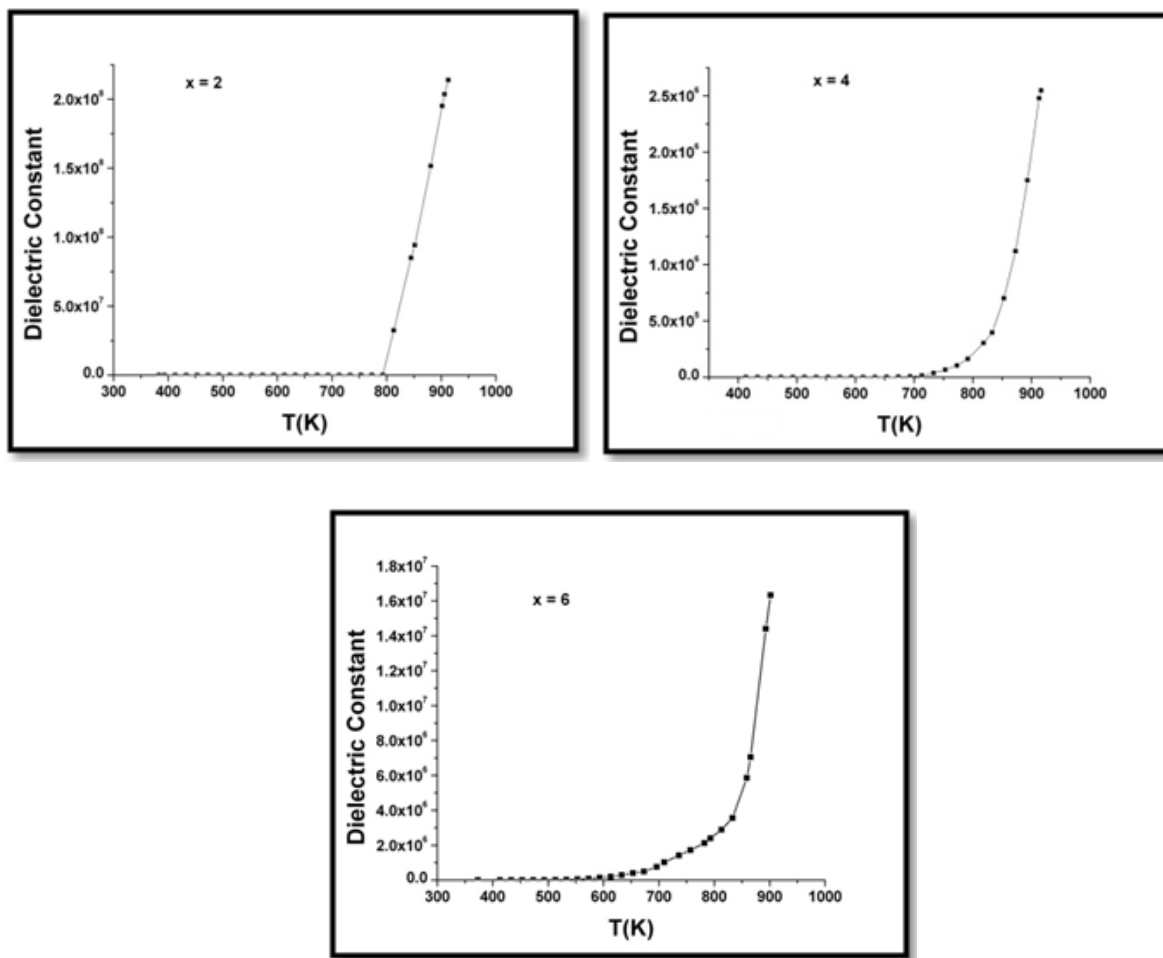 x = 2
Dielectric Constant
2.0x10⁸
1.5x10⁸
1.0x10⁸
5.0x10⁷
0.0
300 400 500 600 700 800 900 1000
T(K)
x = 4
Dielectric Constant
2.5x10⁶
2.0x10⁶
1.5x10⁶
1.0x10⁶
5.0x10⁵
0.0
400 500 600 700 800 900 1000
T(K)
x = 6
Dielectric Constant
1.8x10⁷
1.6x10⁷
1.4x10⁷
1.2x10⁷
1.0x10⁷
8.0x10⁶
6.0x10⁶
4.0x10⁶
2.0x10⁶
0.0
300 400 500 600 700 800 900 1000
T(K)